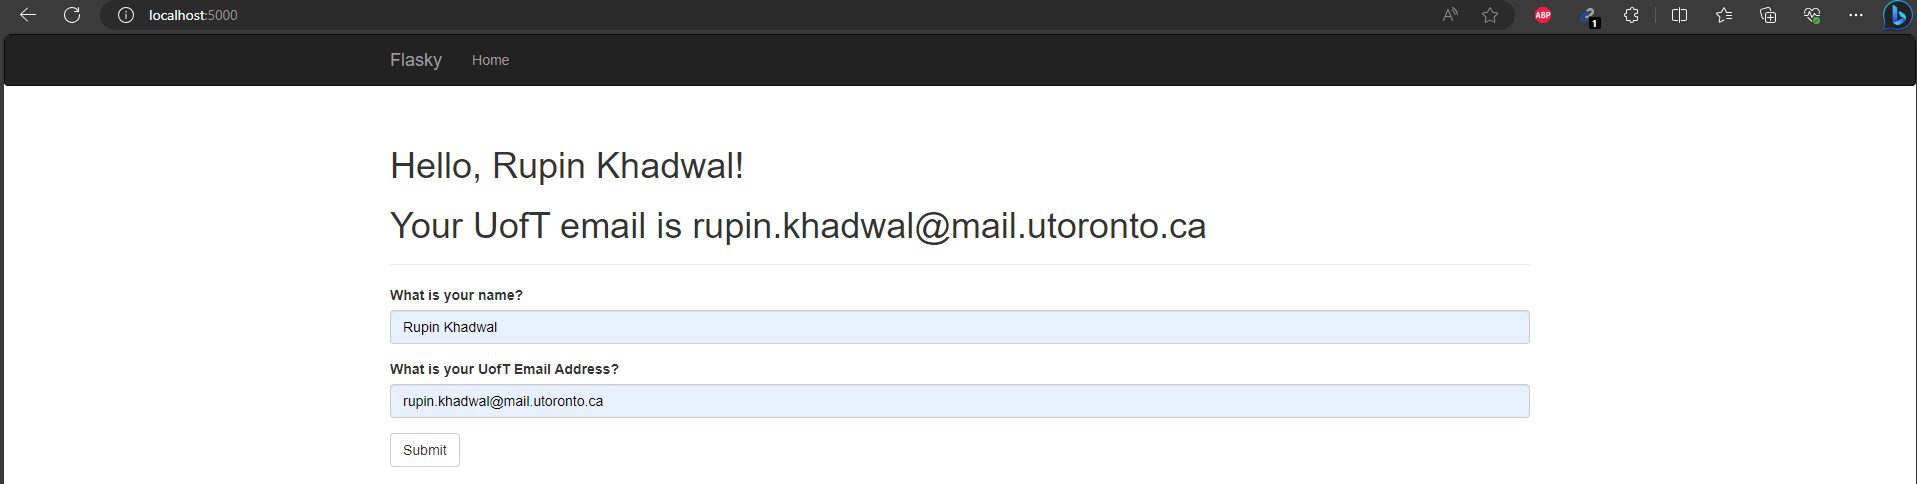 localhost:5000
A
ABP
1
Flasky Home
Hello, Rupin Khadwal!
Your UofT email is rupin.khadwal@mail.utoronto.ca
What is your name?
Rupin Khadwal
What is your UofT Email Address?
rupin.khadwal@mail.utoronto.ca
Submit